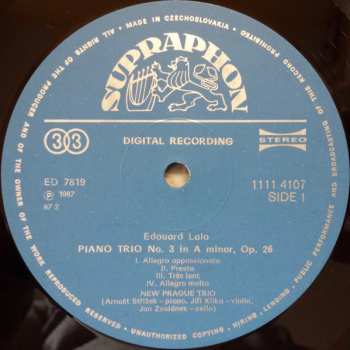 MADE IN CZECHOSLOVAKIA • ALL RIGHTS OF THE PRODUCER AND OF THE OWNER OF THE WORK REPRODUCED RESERVED • UNAUTHORIZED COPYING • HIRING • LENDING • PUBLIC PERFORMANCE AND BROADCASTING OF THIS RECORD PROHIBITED
SUPRAPHON
33
DIGITAL RECORDING
STEREO
ED 7819
℗ 1987
87 2
1111 4107
SIDE 1
Edouard Lalo
PIANO TRIO No. 3 in A minor, Op. 26
I. Allegro appassionato
II. Presto
III. Très lent
IV. Allegro molto
NEW PRAGUE TRIO
(Arnošt Střížek - piano, Jiří Klika - violin,
Jan Zvolánek - cello)